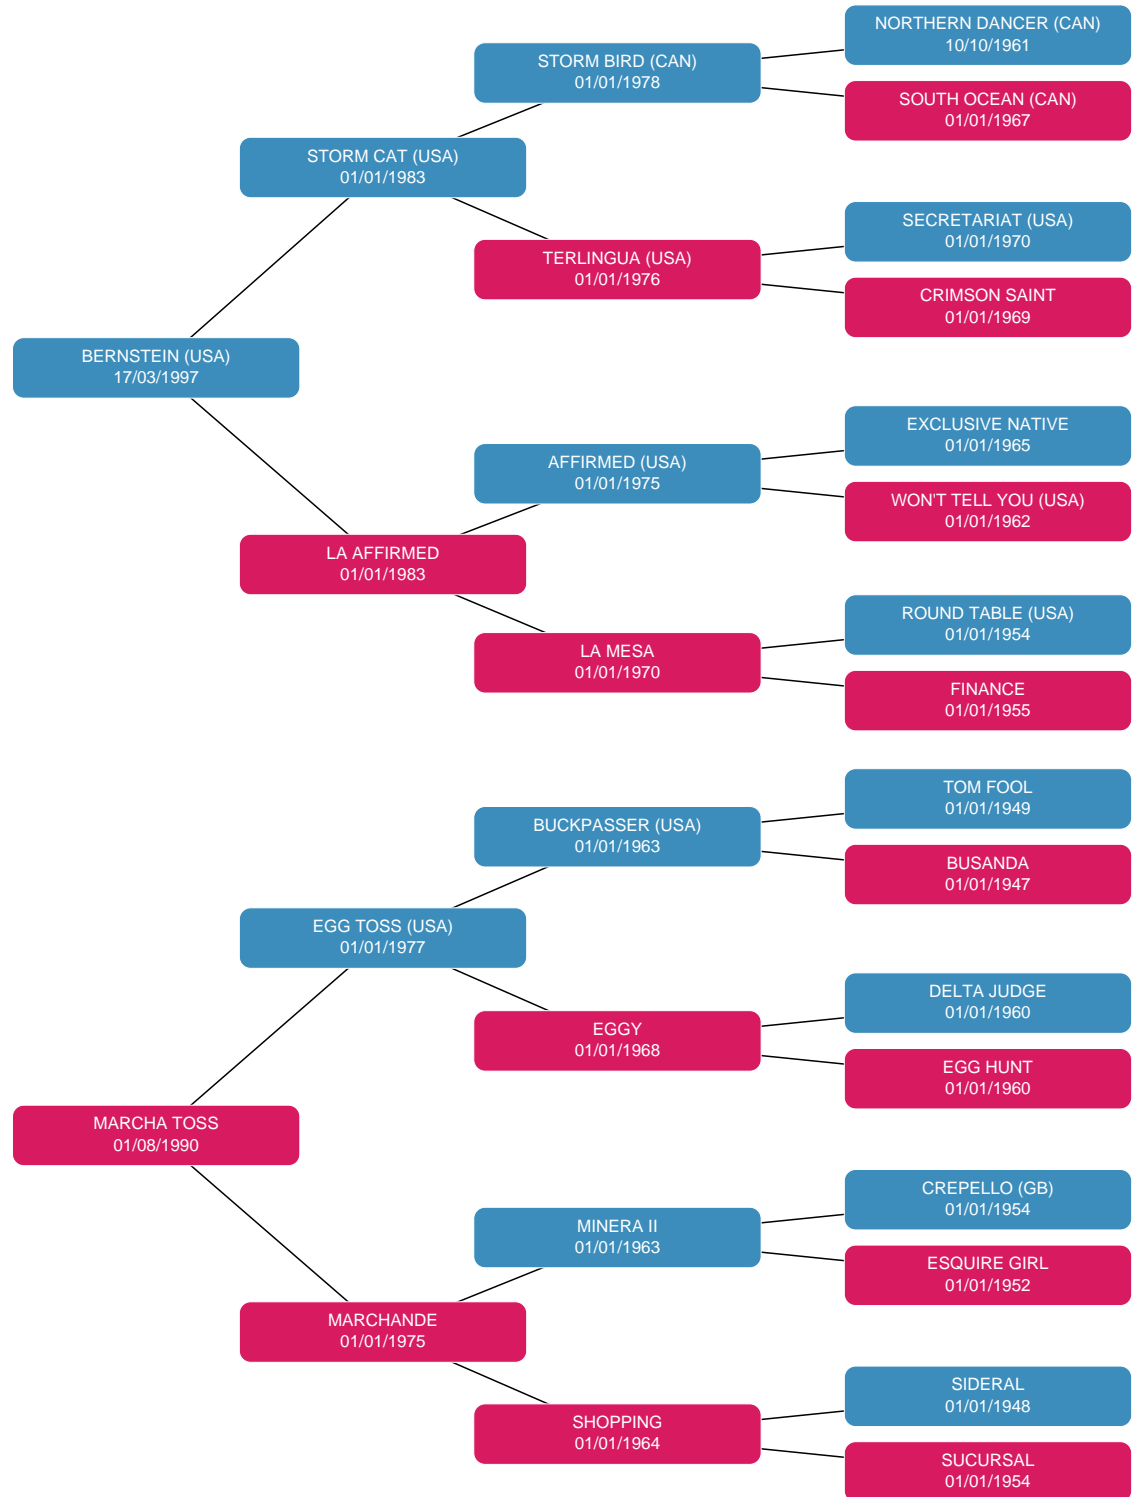 NORTHERN DANCER (CAN)
10/10/1961
STORM BIRD (CAN)
01/01/1978
SOUTH OCEAN (CAN)
01/01/1967
STORM CAT (USA)
01/01/1983
SECRETARIAT (USA)
01/01/1970
TERLINGUA (USA)
01/01/1976
CRIMSON SAINT
01/01/1969
BERNSTEIN (USA)
17/03/1997
EXCLUSIVE NATIVE
01/01/1965
AFFIRMED (USA)
01/01/1975
WON'T TELL YOU (USA)
01/01/1962
LA AFFIRMED
01/01/1983
ROUND TABLE (USA)
01/01/1954
LA MESA
01/01/1970
FINANCE
01/01/1955
TOM FOOL
01/01/1949
BUCKPASSER (USA)
01/01/1963
BUSANDA
01/01/1947
EGG TOSS (USA)
01/01/1977
DELTA JUDGE
01/01/1960
EGGY
01/01/1968
EGG HUNT
01/01/1960
MARCHA TOSS
01/08/1990
CREPELLO (GB)
01/01/1954
MINERA II
01/01/1963
ESQUIRE GIRL
01/01/1952
MARCHANDE
01/01/1975
SIDERAL
01/01/1948
SHOPPING
01/01/1964
SUCURSAL
01/01/1954